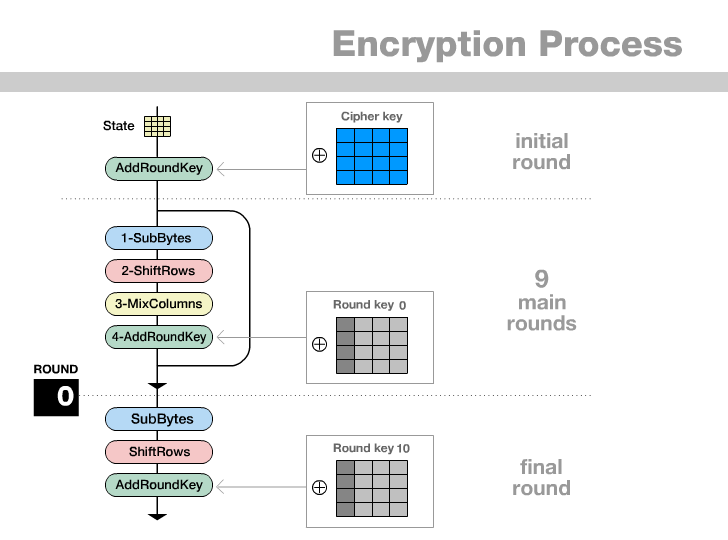 Encryption Process
State
Cipher key
⊕
initial
round
AddRoundKey
1-SubBytes
2-ShiftRows
3-MixColumns
4-AddRoundKey
Round key 0
⊕
9
main
rounds
ROUND
0
SubBytes
ShiftRows
AddRoundKey
Round key 10
⊕
final
round